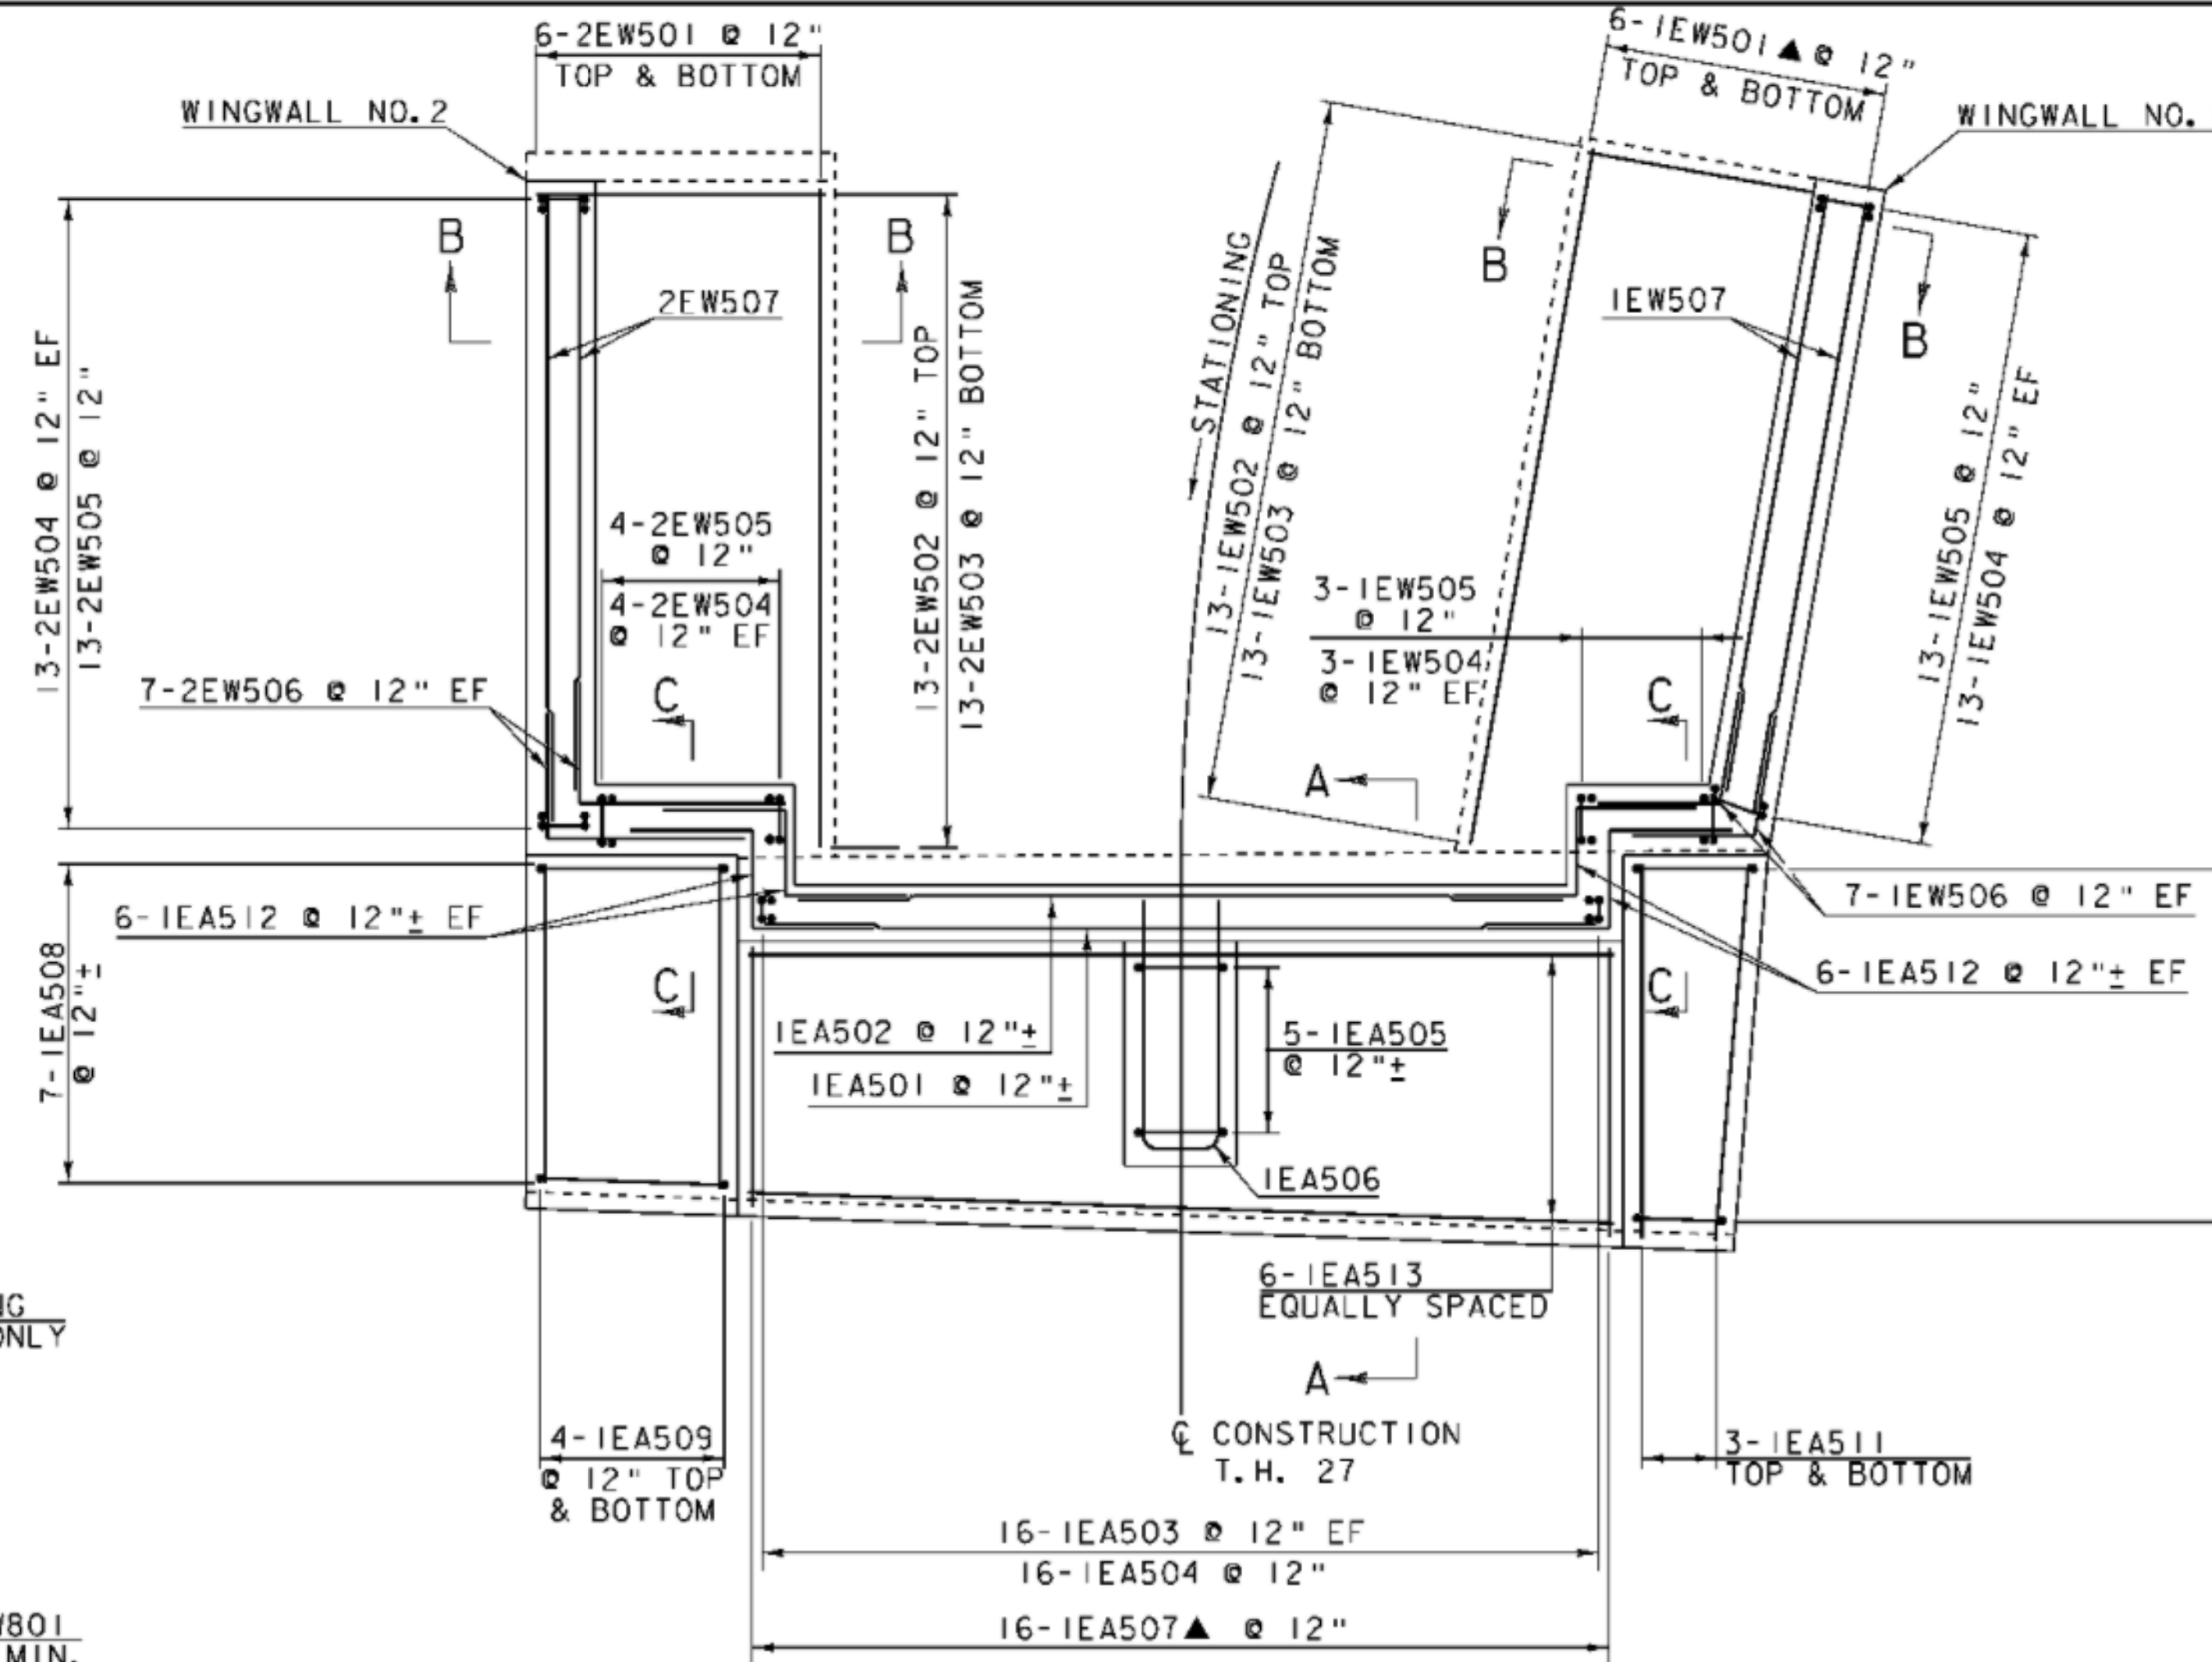 6-2EW501 @ 12"
TOP & BOTTOM
6-1EW501▲ @ 12"
TOP & BOTTOM
WINGWALL NO. 2
WINGWALL NO.
B
B
B
B
2EW507
1EW507
STATIONING
13-2EW504 @ 12" EF
13-2EW505 @ 12"
13-2EW502 @ 12" TOP
13-2EW503 @ 12" BOTTOM
13-1EW502 @ 12" TOP
13-1EW503 @ 12" BOTTOM
13-1EW505 @ 12"
13-1EW504 @ 12" EF
4-2EW505
@ 12"
4-2EW504
@ 12" EF
3-1EW505
@ 12"
3-1EW504
@ 12" EF
7-2EW506 @ 12" EF
C
C
A
7-1EW506 @ 12" EF
6-1EA512 @ 12"± EF
6-1EA512 @ 12"± EF
7-1EA508
@ 12"±
C
C
1EA502 @ 12"±
1EA501 @ 12"±
5-1EA505
@ 12"±
1EA506
6-1EA513
EQUALLY SPACED
A
ONLY
4-1EA509
@ 12" TOP
& BOTTOM
℄ CONSTRUCTION
T.H. 27
3-1EA511
TOP & BOTTOM
16-1EA503 @ 12" EF
16-1EA504 @ 12"
16-1EA507▲ @ 12"
W801
MIN.